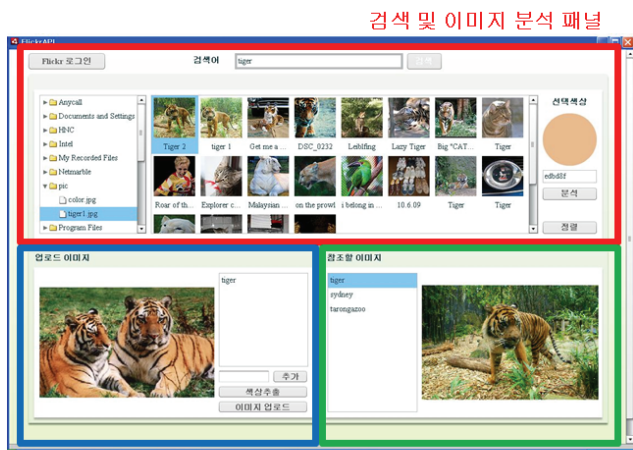 검색 및 이미지 분석 패널
FlickrAPI
Flickr 로그인
검색어
tiger
검색
Anycall
Documents and Settings
HNC
Intel
My Recorded Files
Netmarble
pic
color.jpg
tiger1.jpg
Program Files
Tiger 2
tiger 1
Get me a ...
DSC_0232
Leiblfing
Lazy Tiger
Big "CAT...
Tiger
Roar of th...
Explorer c...
Malaysian ...
on the prowl
i belong in ...
10.6.09
Tiger
Tiger
선택색상
edbd8f
분석
정렬
업로드 이미지
tiger
추가
색상추출
이미지 업로드
참조할 이미지
tiger
sydney
tarongazoo